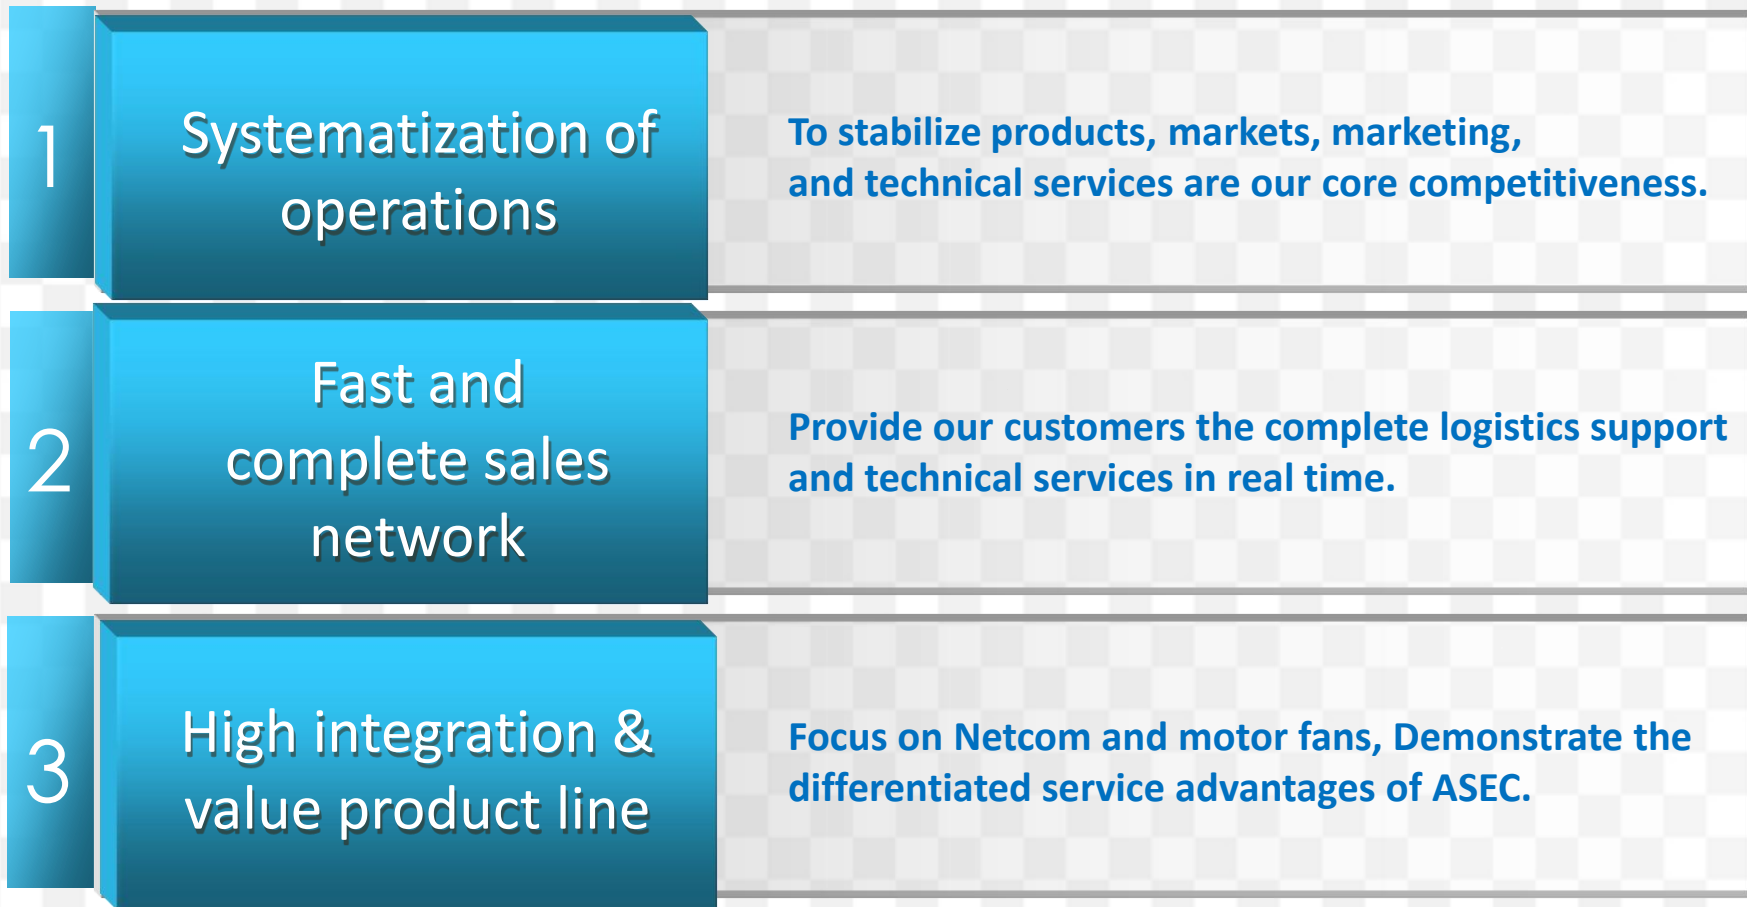 1
Systematization of
operations
To stabilize products, markets, marketing,
and technical services are our core competitiveness.
2
Fast and
complete sales
network
Provide our customers the complete logistics support
and technical services in real time.
3
High integration &
value product line
Focus on Netcom and motor fans, Demonstrate the
differentiated service advantages of ASEC.